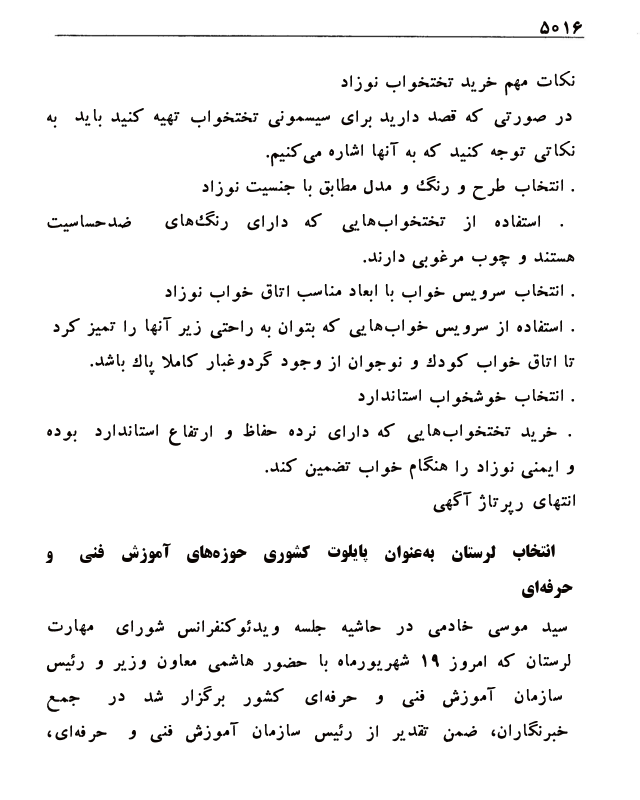 ۵۰۱۶
نکات مهم خرید تختخواب نوزاد
در صورتی که قصد دارید برای سیسمونی تختخواب تهیه کنید باید به
نکاتی توجه کنید که به آنها اشاره می‌کنیم.
. انتخاب طرح و رنگ و مدل مطابق با جنسیت نوزاد
. استفاده از تختخواب‌هایی که دارای رنگ‌های ضدحساسیت
هستند و چوب مرغوبی دارند.
. انتخاب سرویس خواب با ابعاد مناسب اتاق خواب نوزاد
. استفاده از سرویس خواب‌هایی که بتوان به راحتی زیر آنها را تمیز کرد
تا اتاق خواب کودک و نوجوان از وجود گردوغبار کاملا پاک باشد.
. انتخاب خوشخواب استاندارد
. خرید تختخواب‌هایی که دارای نرده حفاظ و ارتفاع استاندارد بوده
و ایمنی نوزاد را هنگام خواب تضمین کند.
انتهای رپرتاژ آگهی
انتخاب لرستان به‌عنوان پایلوت کشوری حوزه‌های آموزش فنی و
حرفه‌ای
سید موسی خادمی در حاشیه جلسه ویدئوکنفرانس شورای مهارت
لرستان که امروز ۱۹ شهریورماه با حضور هاشمی معاون وزیر و رئیس
سازمان آموزش فنی و حرفه‌ای کشور برگزار شد در جمع
خبرنگاران، ضمن تقدیر از رئیس سازمان آموزش فنی و حرفه‌ای،